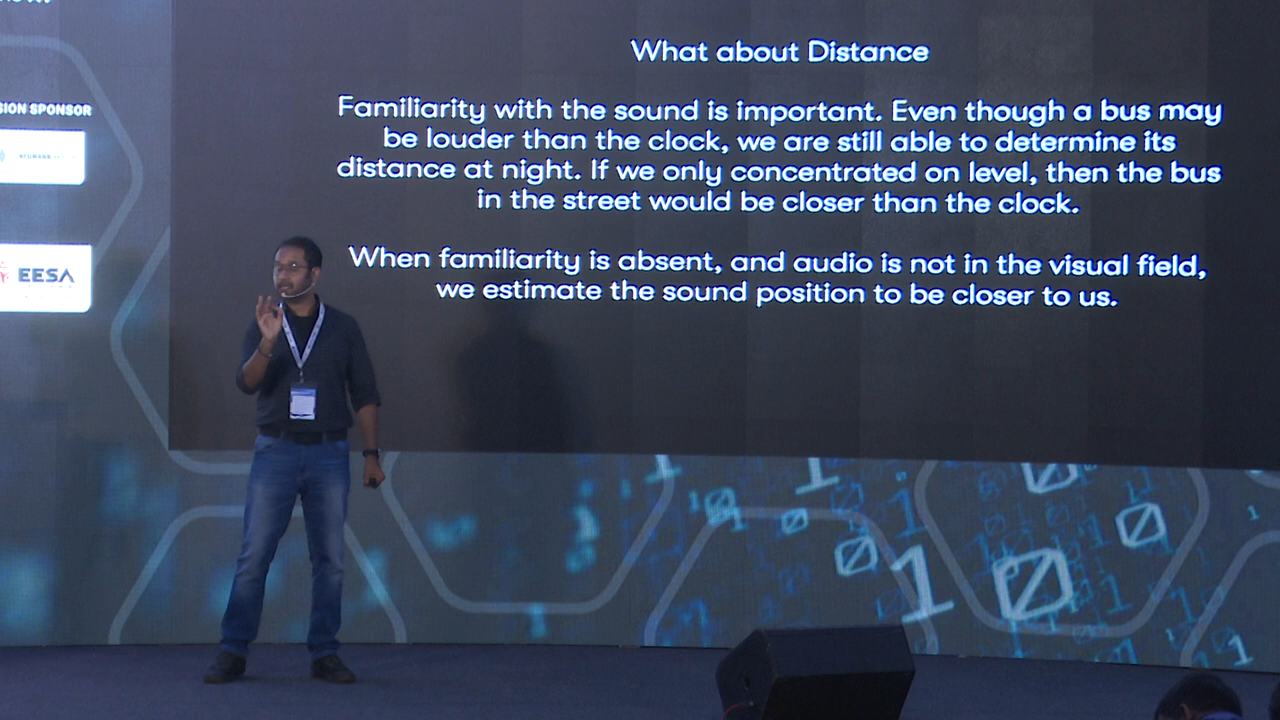 What about Distance
Familiarity with the sound is important. Even though a bus may
be louder than the clock, we are still able to determine its
distance at night. If we only concentrated on level, then the bus
in the street would be closer than the clock.
When familiarity is absent, and audio is not in the visual field,
we estimate the sound position to be closer to us.
SION SPONSOR
EESA